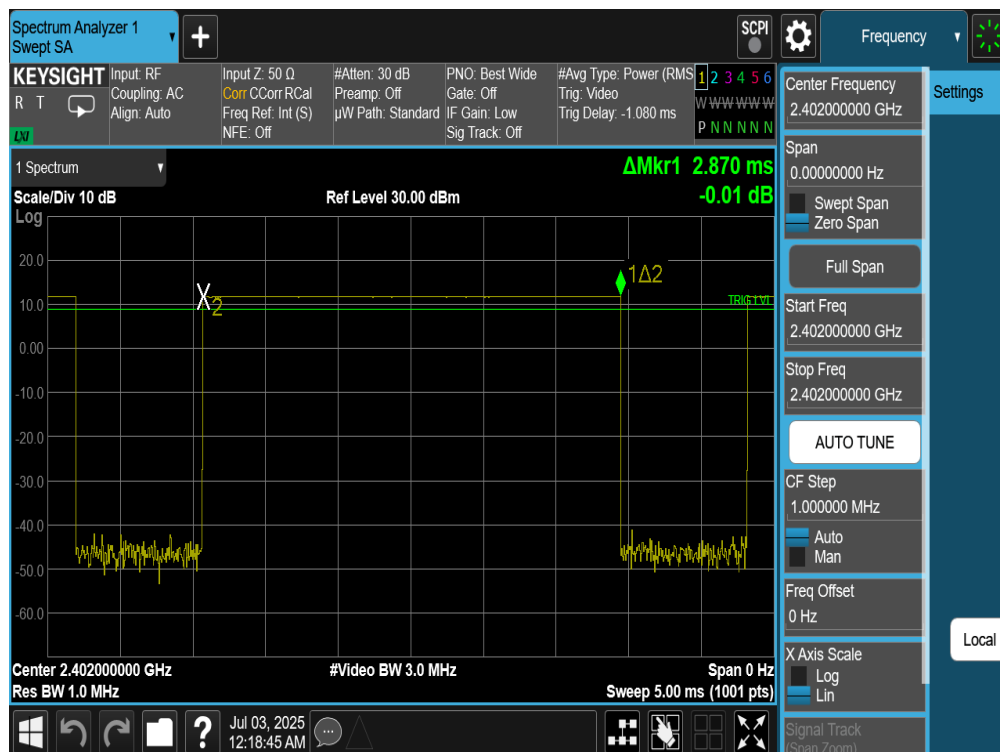 Spectrum Analyzer 1
Swept SA
+
SCPI
Frequency
KEYSIGHT
R T
LXI
Input: RF
Coupling: AC
Align: Auto
Input Z: 50 Ω
Corr CCorr RCal
Freq Ref: Int (S)
NFE: Off
#Atten: 30 dB
Preamp: Off
µW Path: Standard
PNO: Best Wide
Gate: Off
IF Gain: Low
Sig Track: Off
#Avg Type: Power (RMS
Trig: Video
Trig Delay: -1.080 ms
1 2 3 4 5 6
W W W W W W
P N N N N N
Center Frequency
2.402000000 GHz
Settings
Span
0.00000000 Hz
Swept Span
Zero Span
Full Span
Start Freq
2.402000000 GHz
Stop Freq
2.402000000 GHz
AUTO TUNE
CF Step
1.000000 MHz
Auto
Man
Freq Offset
0 Hz
X Axis Scale
Log
Lin
Signal Track
(Span Zoom)
Local
1 Spectrum
ΔMkr1 2.870 ms
-0.01 dB
Scale/Div 10 dB
Ref Level 30.00 dBm
Log
20.0
10.0
0.00
-10.0
-20.0
-30.0
-40.0
-50.0
-60.0
X2
1Δ2
TRIG LVL
Center 2.402000000 GHz
#Video BW 3.0 MHz
Span 0 Hz
Res BW 1.0 MHz
Sweep 5.00 ms (1001 pts)
?
Jul 03, 2025
12:18:45 AM